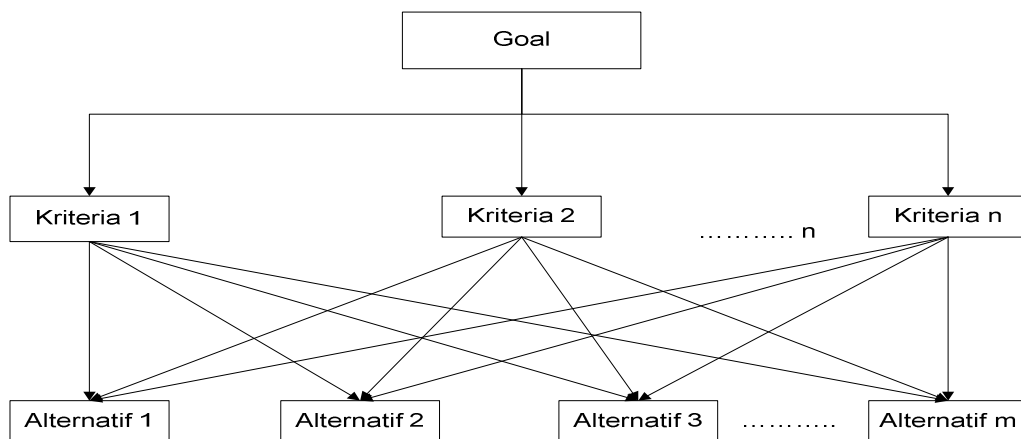 Goal
Kriteria 1
Kriteria 2
........... n
Kriteria n
Alternatif 1
Alternatif 2
Alternatif 3
...........
Alternatif m